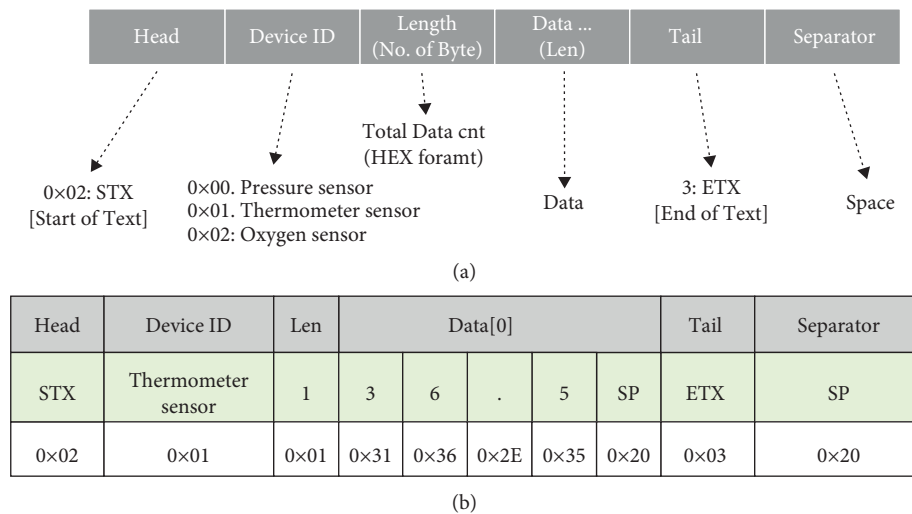 Head Device ID Length (No. of Byte) Data ... (Len) Tail Separator
Total Data cnt
(HEX foramt)
0×02: STX
[Start of Text]
0×00. Pressure sensor
0×01. Thermometer sensor
0×02: Oxygen sensor
Data
3: ETX
[End of Text]
Space
(a)
Head Device ID Len Data[0] Tail Separator
STX Thermometer sensor 1 3 6 . 5 SP ETX SP
0×02 0×01 0×01 0×31 0×36 0×2E 0×35 0×20 0×03 0×20
(b)